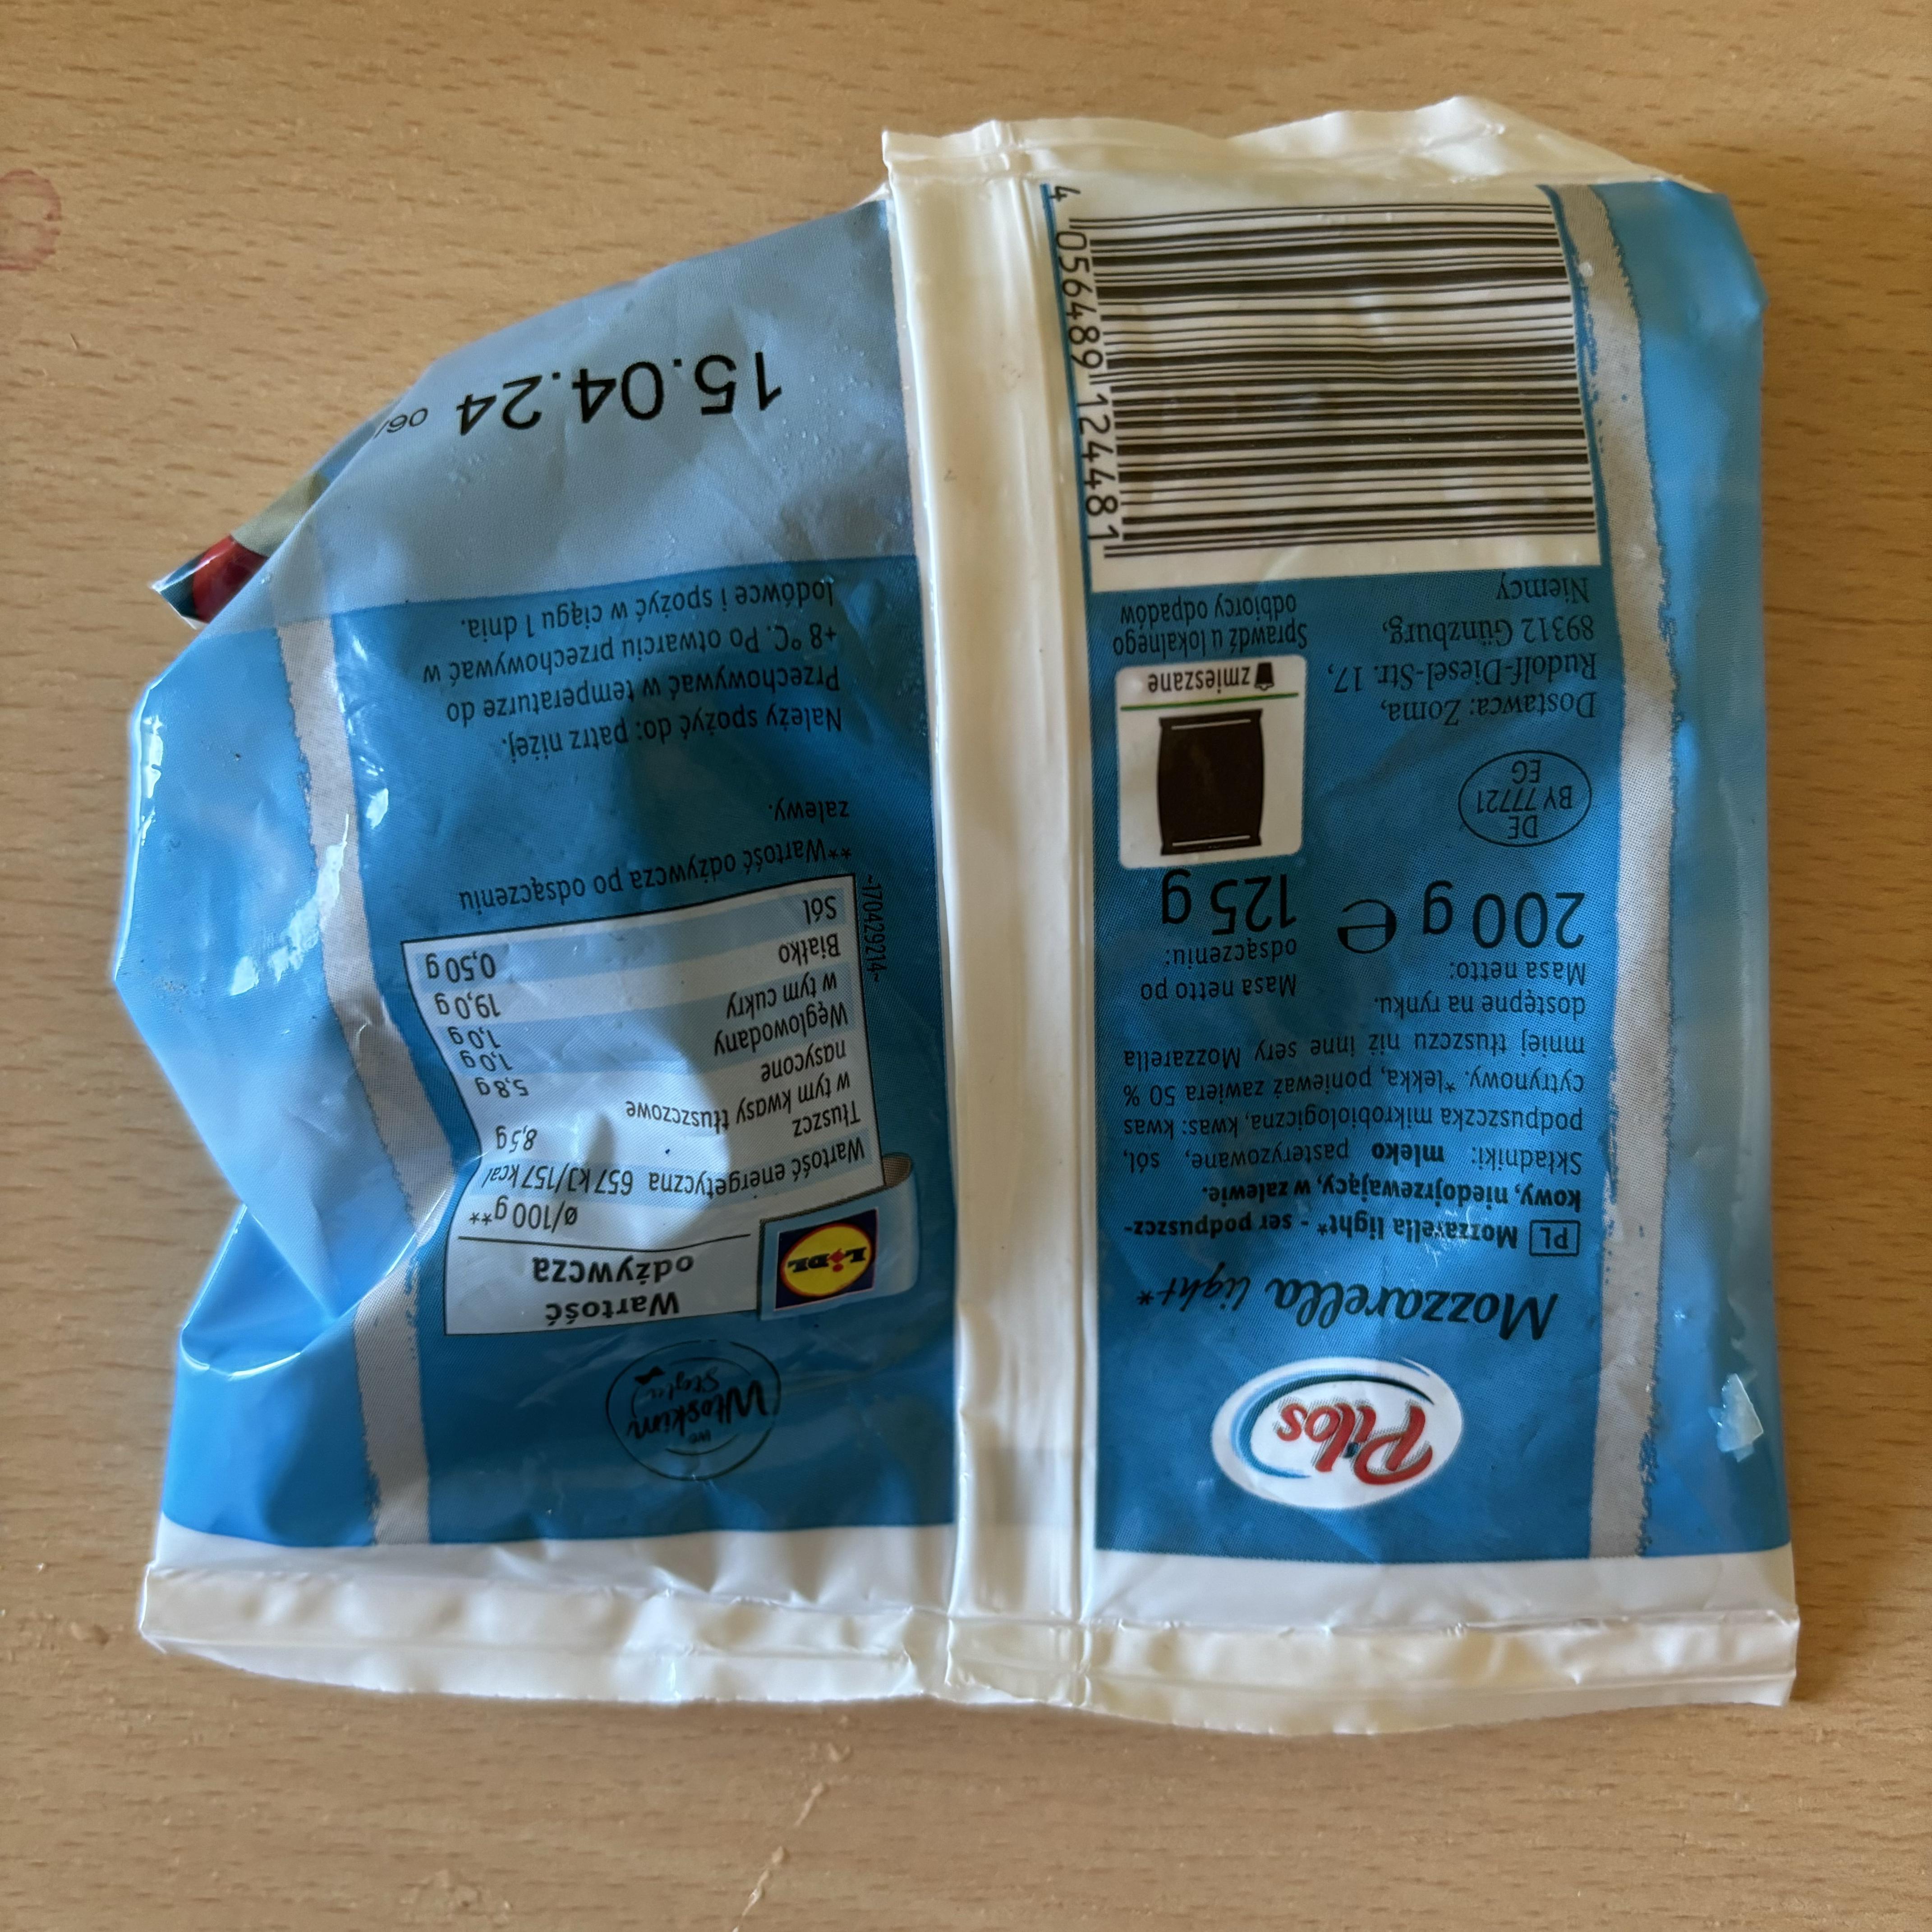 Pilos
Mozzarella light*
PL Mozzarella light* - ser podpuszcz-
kowy, niedojrzewający, w zalewie.
Składniki: mleko pasteryzowane, sól,
podpuszczka mikrobiologiczna, kwas: kwas
cytrynowy. *lekka, ponieważ zawiera 50 %
mniej tłuszczu niż inne sery Mozzarella
dostępne na rynku.
Masa netto:
200 g e
Masa netto po
odsączeniu:
125 g
DE
BY 77721
EG
Dostawca: Zoma,
Rudolf-Diesel-Str. 17,
89312 Günzburg,
Niemcy
zmieszane
Sprawdź u lokalnego
odbiorcy odpadów
4 056489 124481
we
Włoskim
Stylu
LIDL
Wartość
odżywcza
ø/100 g**
Wartość energetyczna 657 kJ/157 kcal
Tłuszcz 8,5 g
w tym kwasy tłuszczowe
nasycone 5,8 g
Węglowodany 1,0 g
w tym cukry 1,0 g
Białko 19,0 g
Sól 0,50 g
~170429214~
**Wartość odżywcza po odsączeniu
zalewy.
Należy spożyć do: patrz niżej.
Przechowywać w temperaturze do
+8 °C. Po otwarciu przechowywać w
lodówce i spożyć w ciągu 1 dnia.
15.04.24